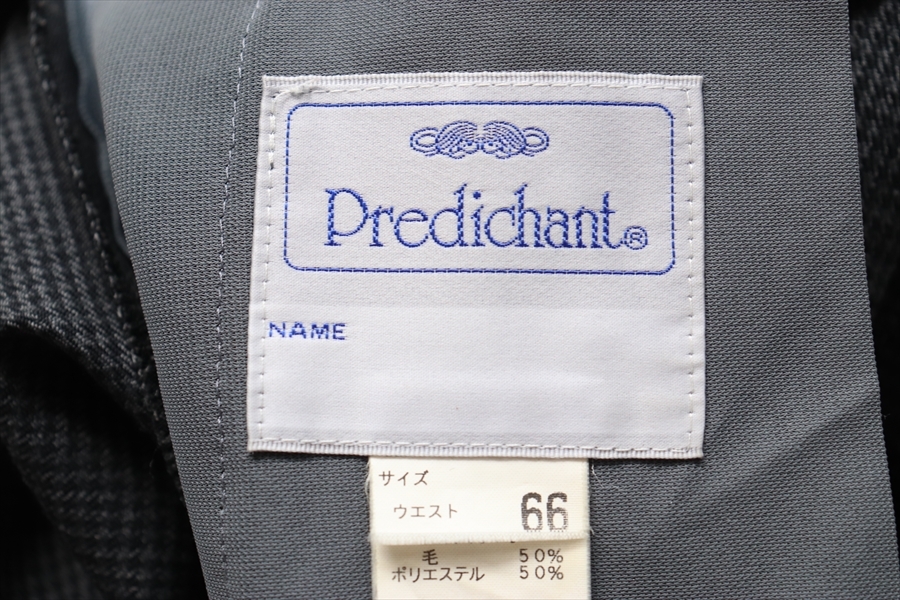 Predichant®
NAME
サイズ
ウエスト 66
毛 50%
ポリエステル 50%